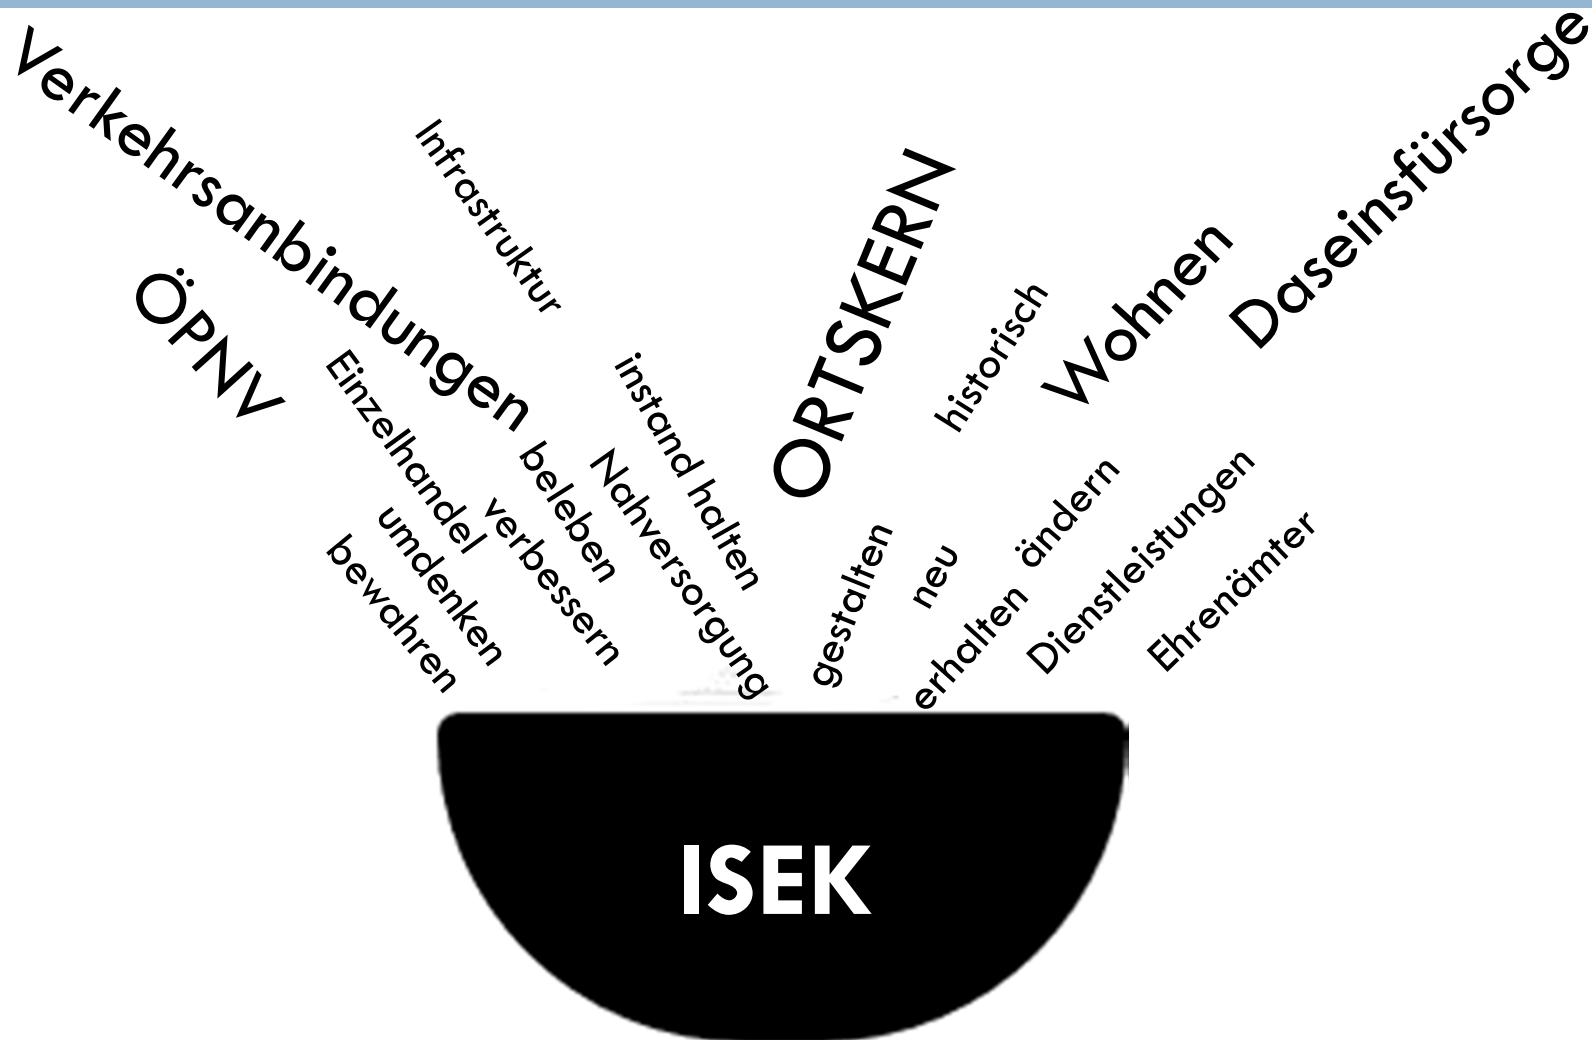 Verkehrsanbindungen
Infrastruktur
ÖPNV
ORTSKERN
historisch
Wohnen
Daseinsfürsorge
Einzelhandel
instand halten
beleben
Nahversorgung
verbessern
umdenken
bewahren
gestalten
neu
ändern
erhalten
Dienstleistungen
Ehrenämter
ISEK